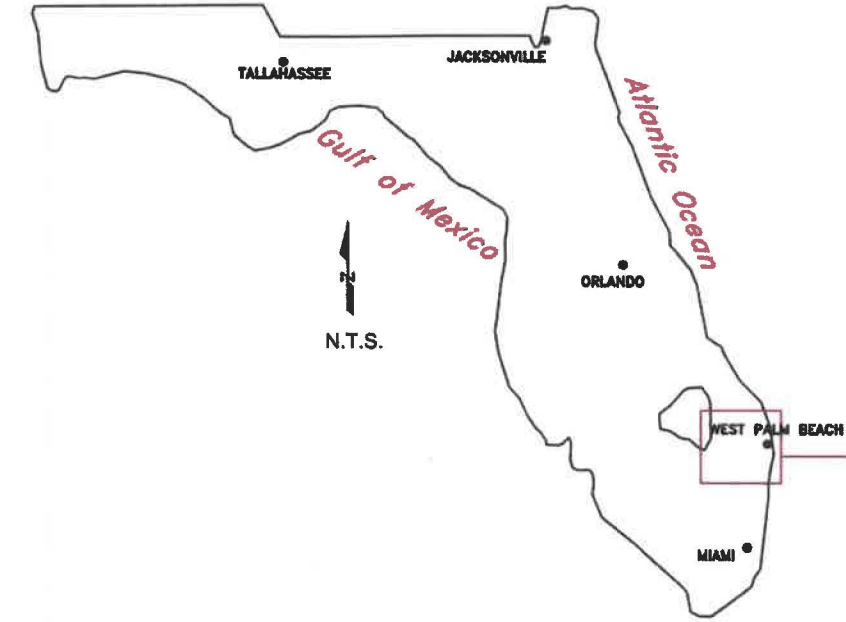 JACKSONVILLE
TALLAHASSEE
Atlantic Ocean
Gulf of Mexico
ORLANDO
N
N.T.S.
WEST PALM BEACH
MIAMI